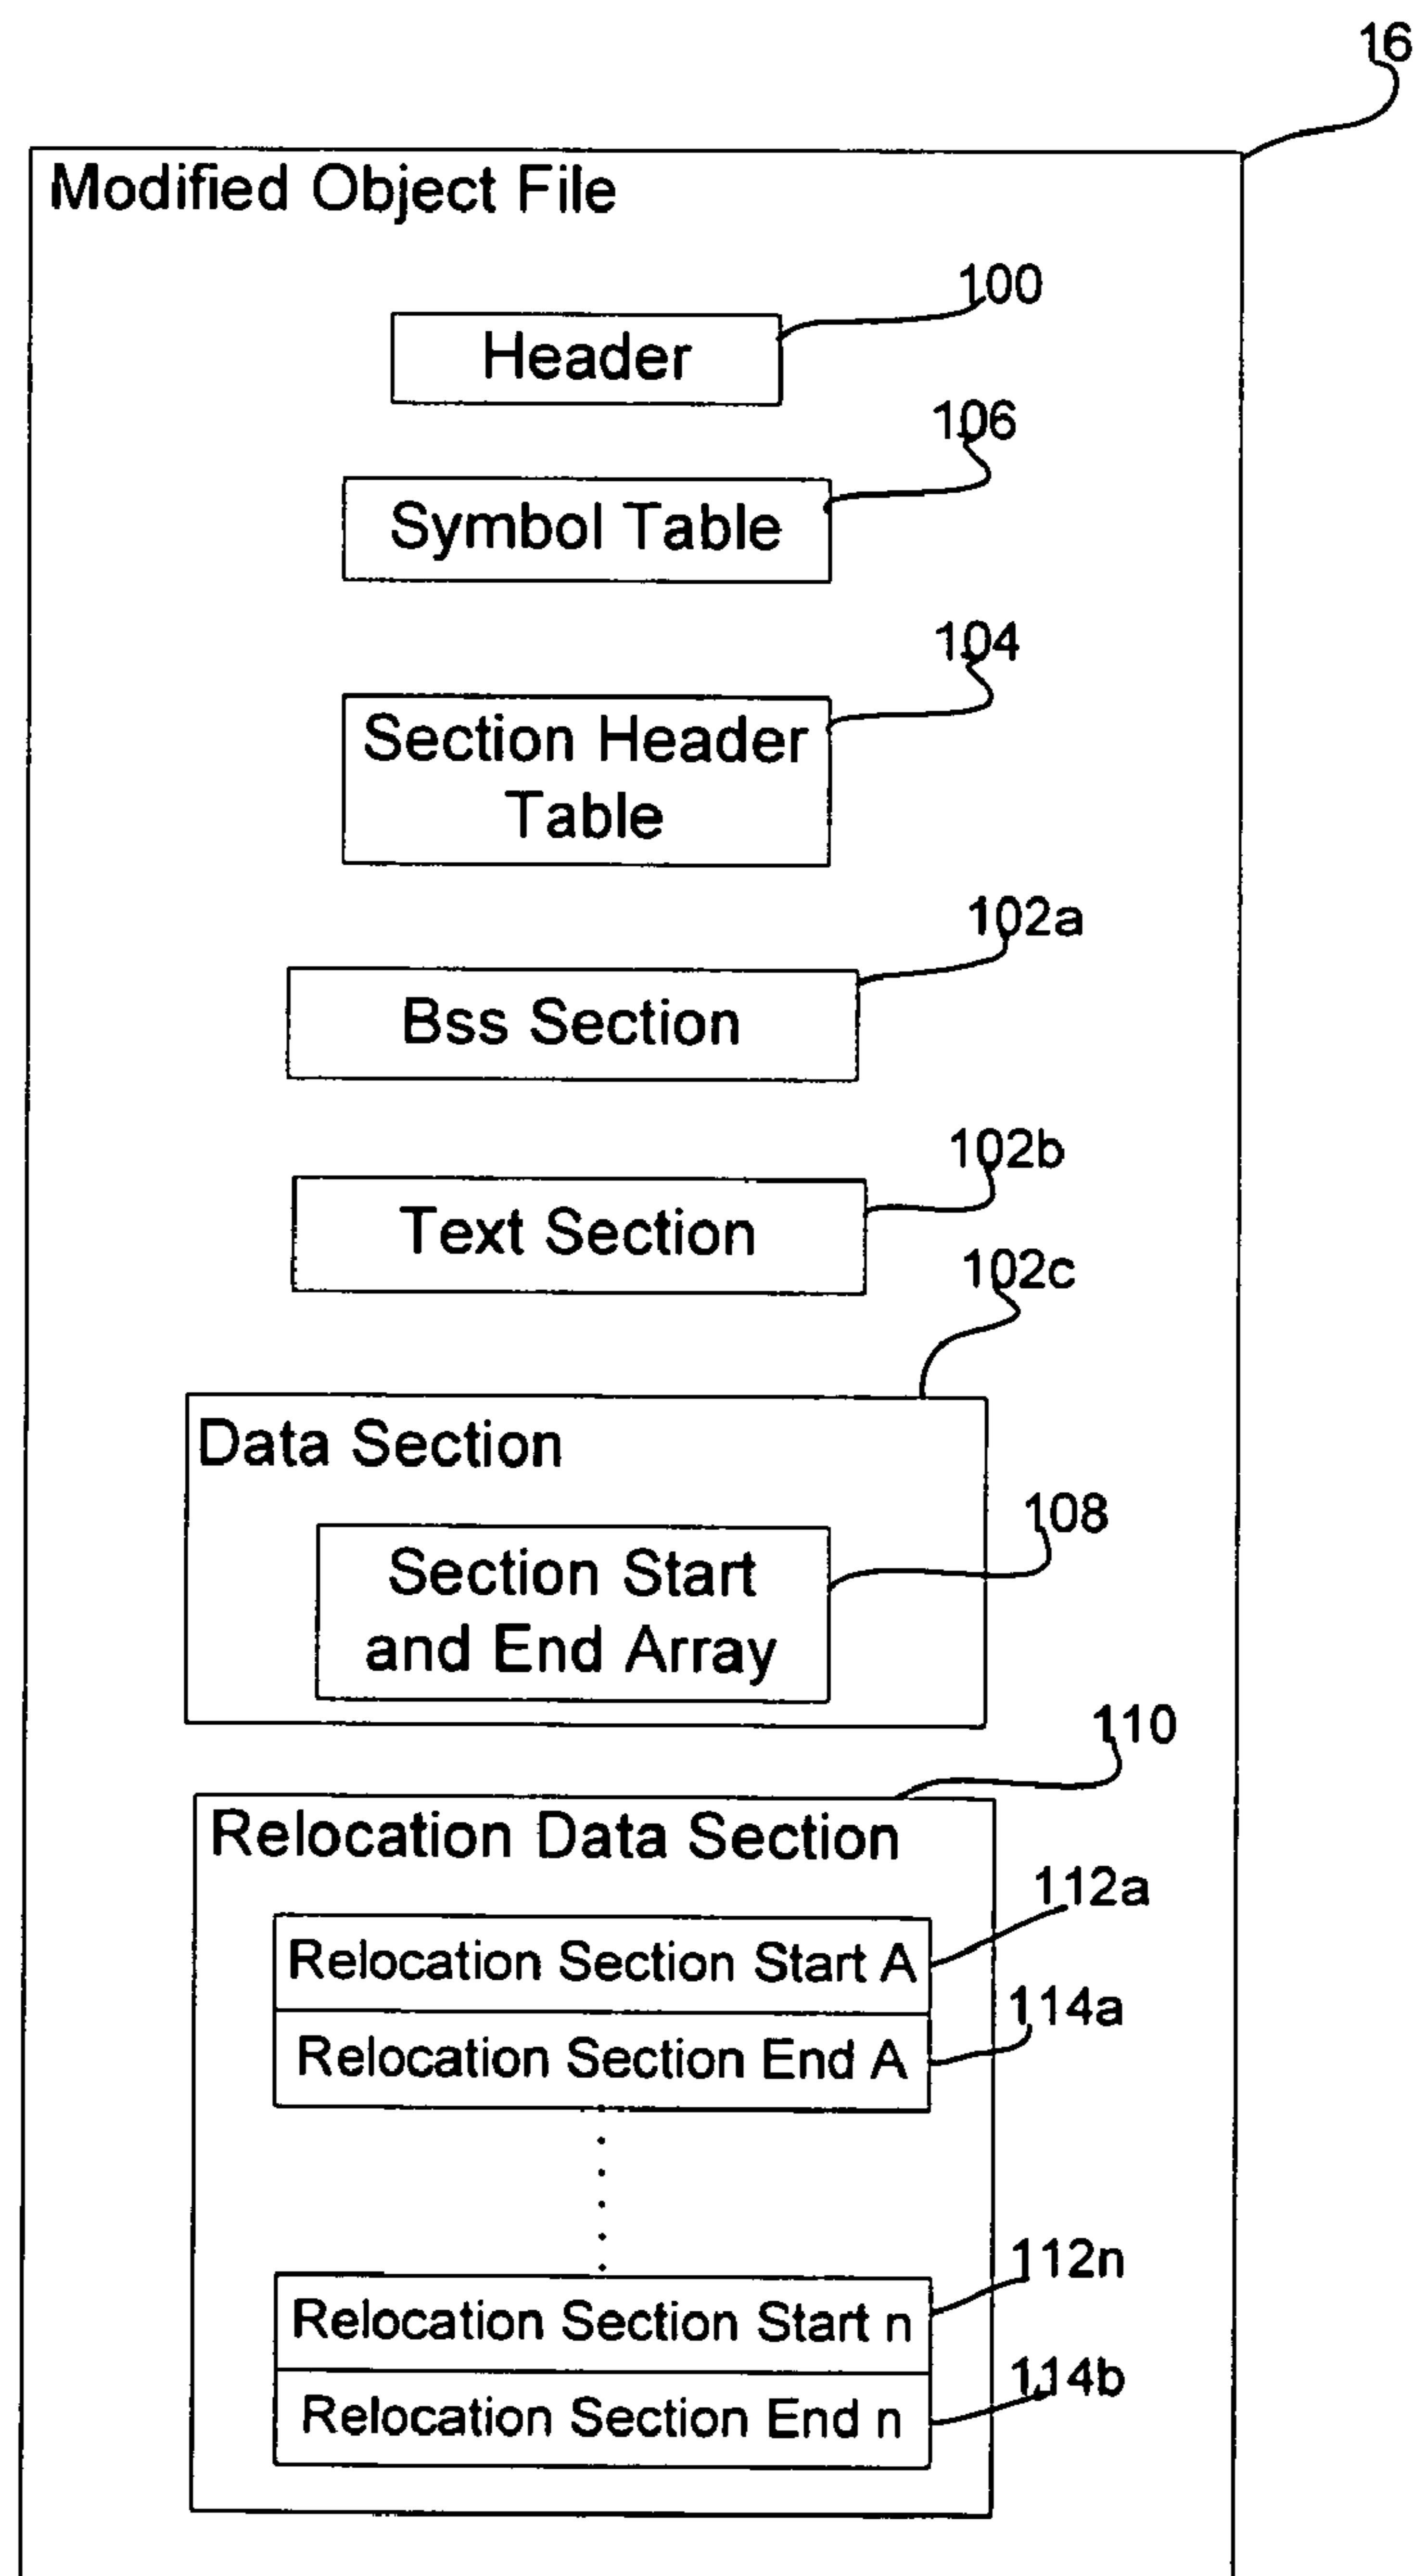 16
Modified Object File
100
Header
106
Symbol Table
104
Section Header
Table
102a
Bss Section
102b
Text Section
102c
Data Section
108
Section Start
and End Array
110
Relocation Data Section
112a
Relocation Section Start A
114a
Relocation Section End A
112n
Relocation Section Start n
114b
Relocation Section End n